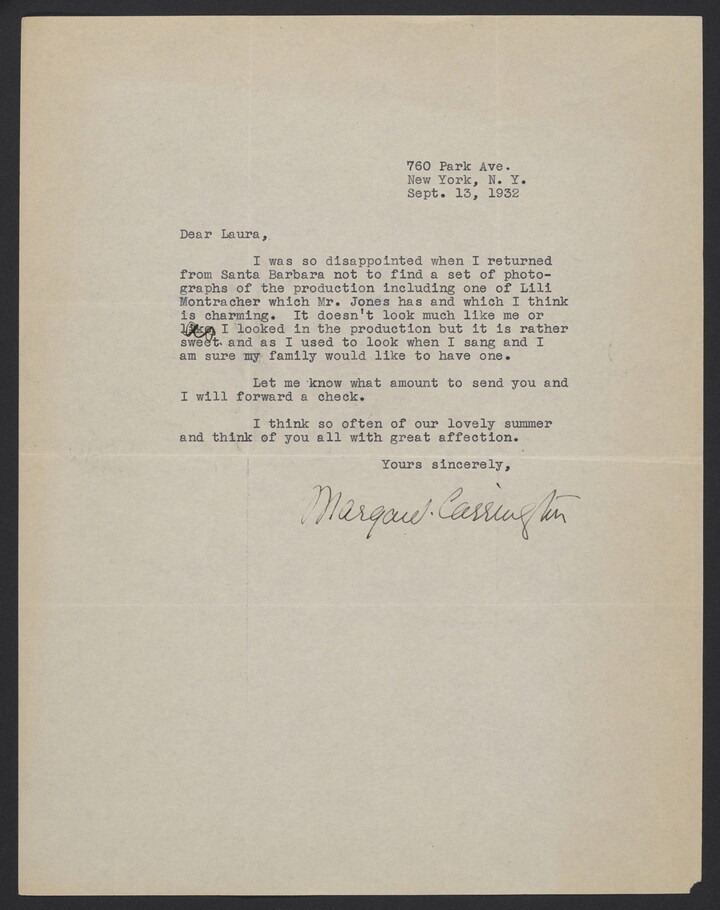 760 Park Ave.
New York, N. Y.
Sept. 13, 1932
Dear Laura,
I was so disappointed when I returned
from Santa Barbara not to find a set of photo-
graphs of the production including one of Lili
Montracher which Mr. Jones has and which I think
is charming. It doesn't look much like me or
as I looked in the production but it is rather
sweet and as I used to look when I sang and I
am sure my family would like to have one.
Let me know what amount to send you and
I will forward a check.
I think so often of our lovely summer
and think of you all with great affection.
Yours sincerely,
Margaret Carrington